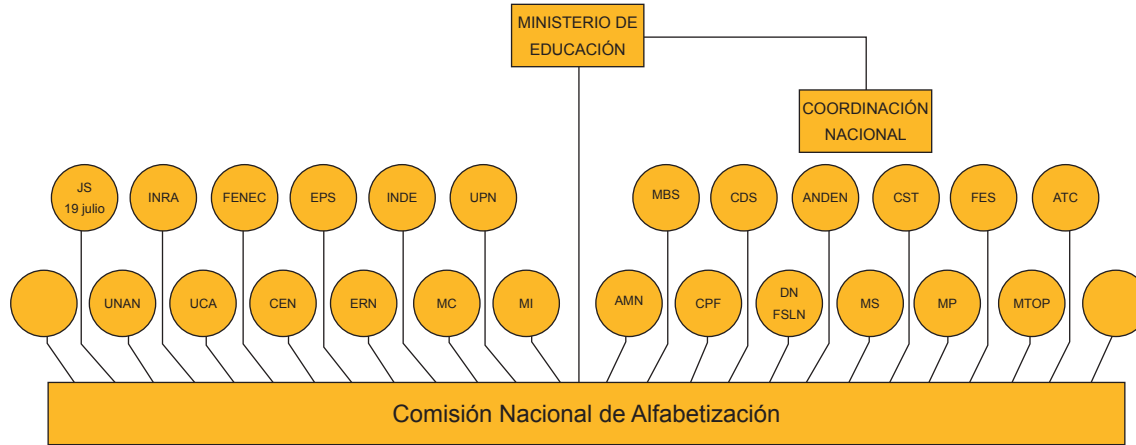 MINISTERIO DE
EDUCACIÓN
COORDINACIÓN
NACIONAL
JS
19 julio
INRA
FENEC
EPS
INDE
UPN
MBS
CDS
ANDEN
CST
FES
ATC
UNAN
UCA
CEN
ERN
MC
MI
AMN
CPF
DN
FSLN
MS
MP
MTOP
Comisión Nacional de Alfabetización